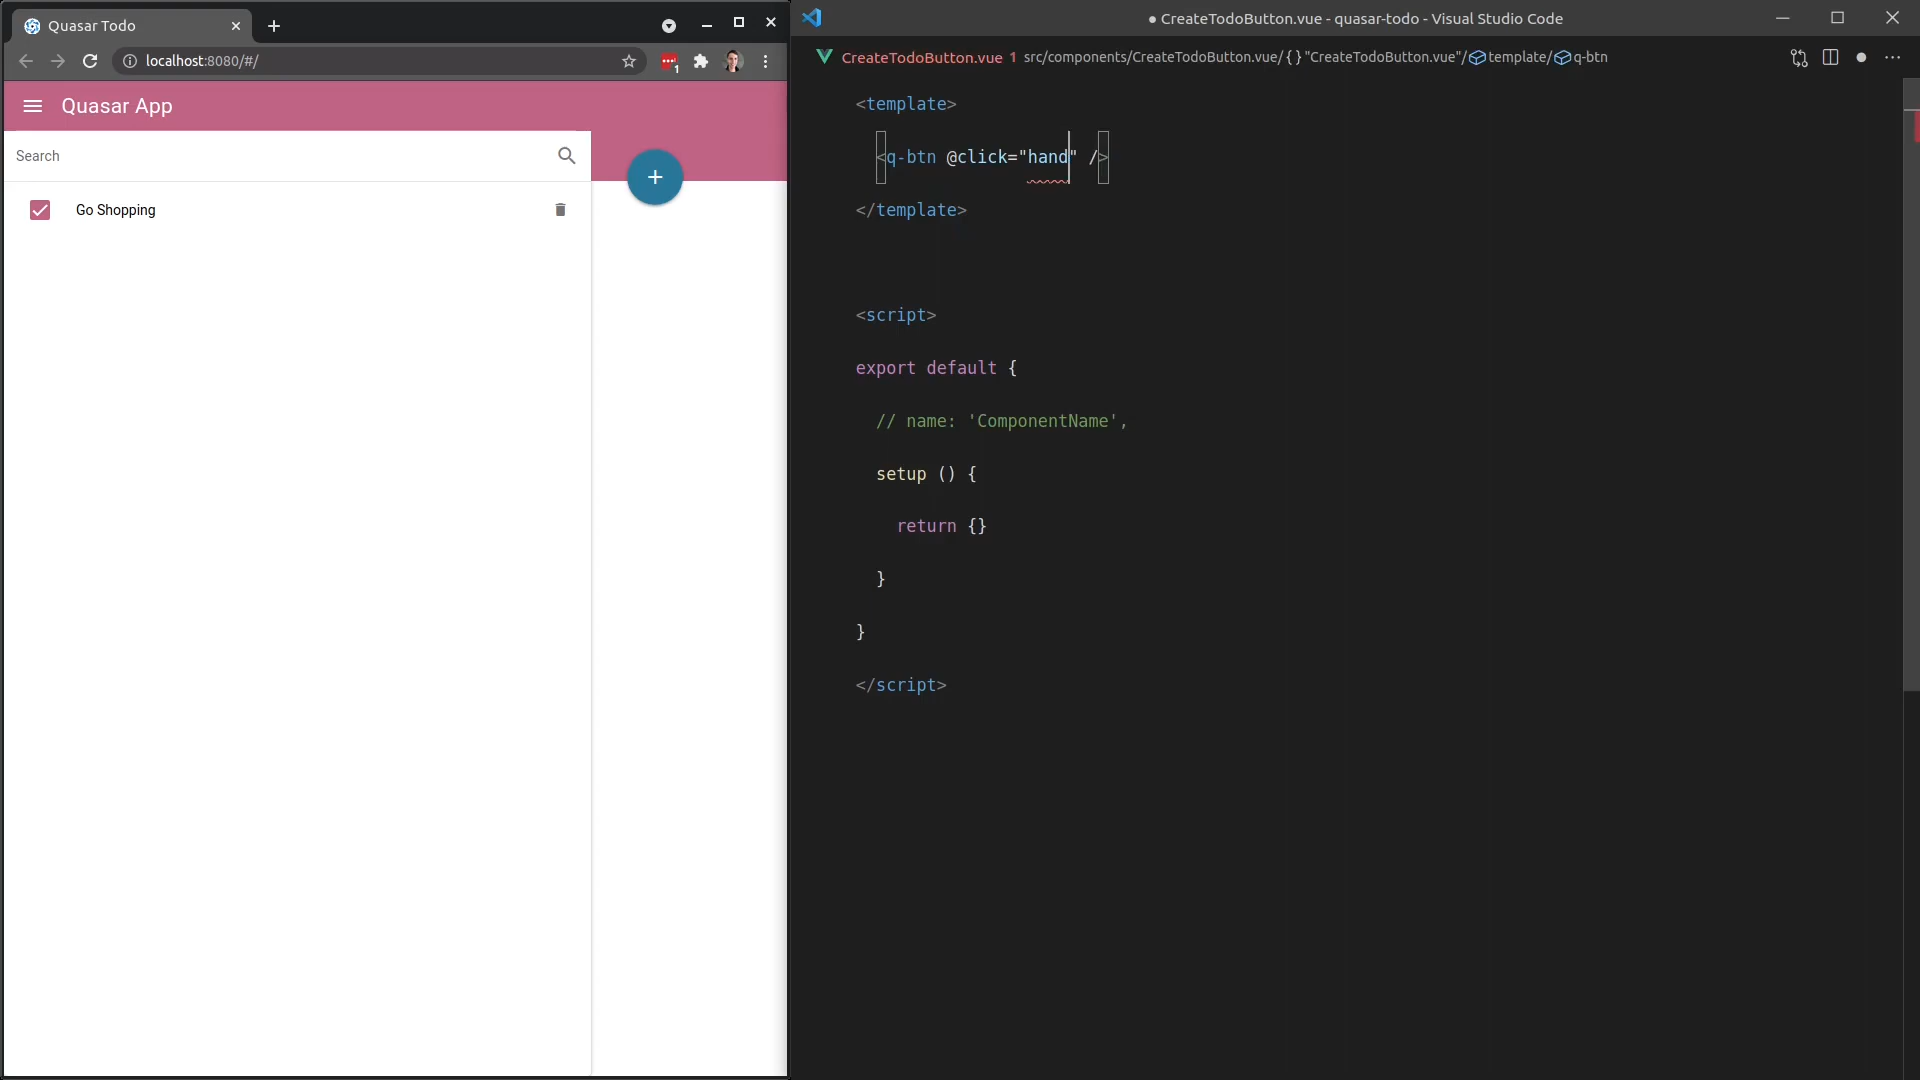 Quasar Todo
localhost:8080/#/
1
Quasar App
Search
Go Shopping
● CreateTodoButton.vue - quasar-todo - Visual Studio Code
CreateTodoButton.vue 1 src/components/CreateTodoButton.vue/{ } "CreateTodoButton.vue"/template/q-btn
<template>
<q-btn @click="hand" />
</template>
<script>
export default {
// name: 'ComponentName',
setup () {
return {}
}
}
</script>